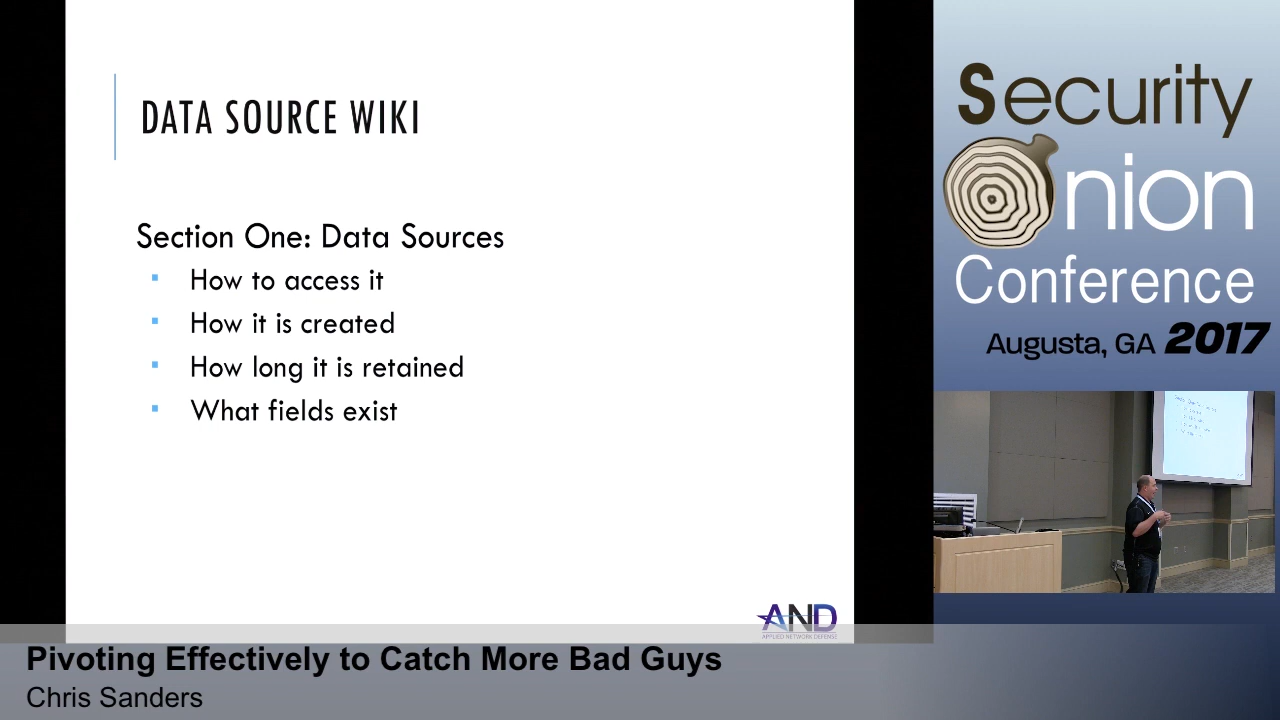 DATA SOURCE WIKI
Section One: Data Sources
How to access it
How it is created
How long it is retained
What fields exist
AND
APPLIED NETWORK DEFENSE
Security
Onion
Conference
Augusta, GA 2017
Pivoting Effectively to Catch More Bad Guys
Chris Sanders